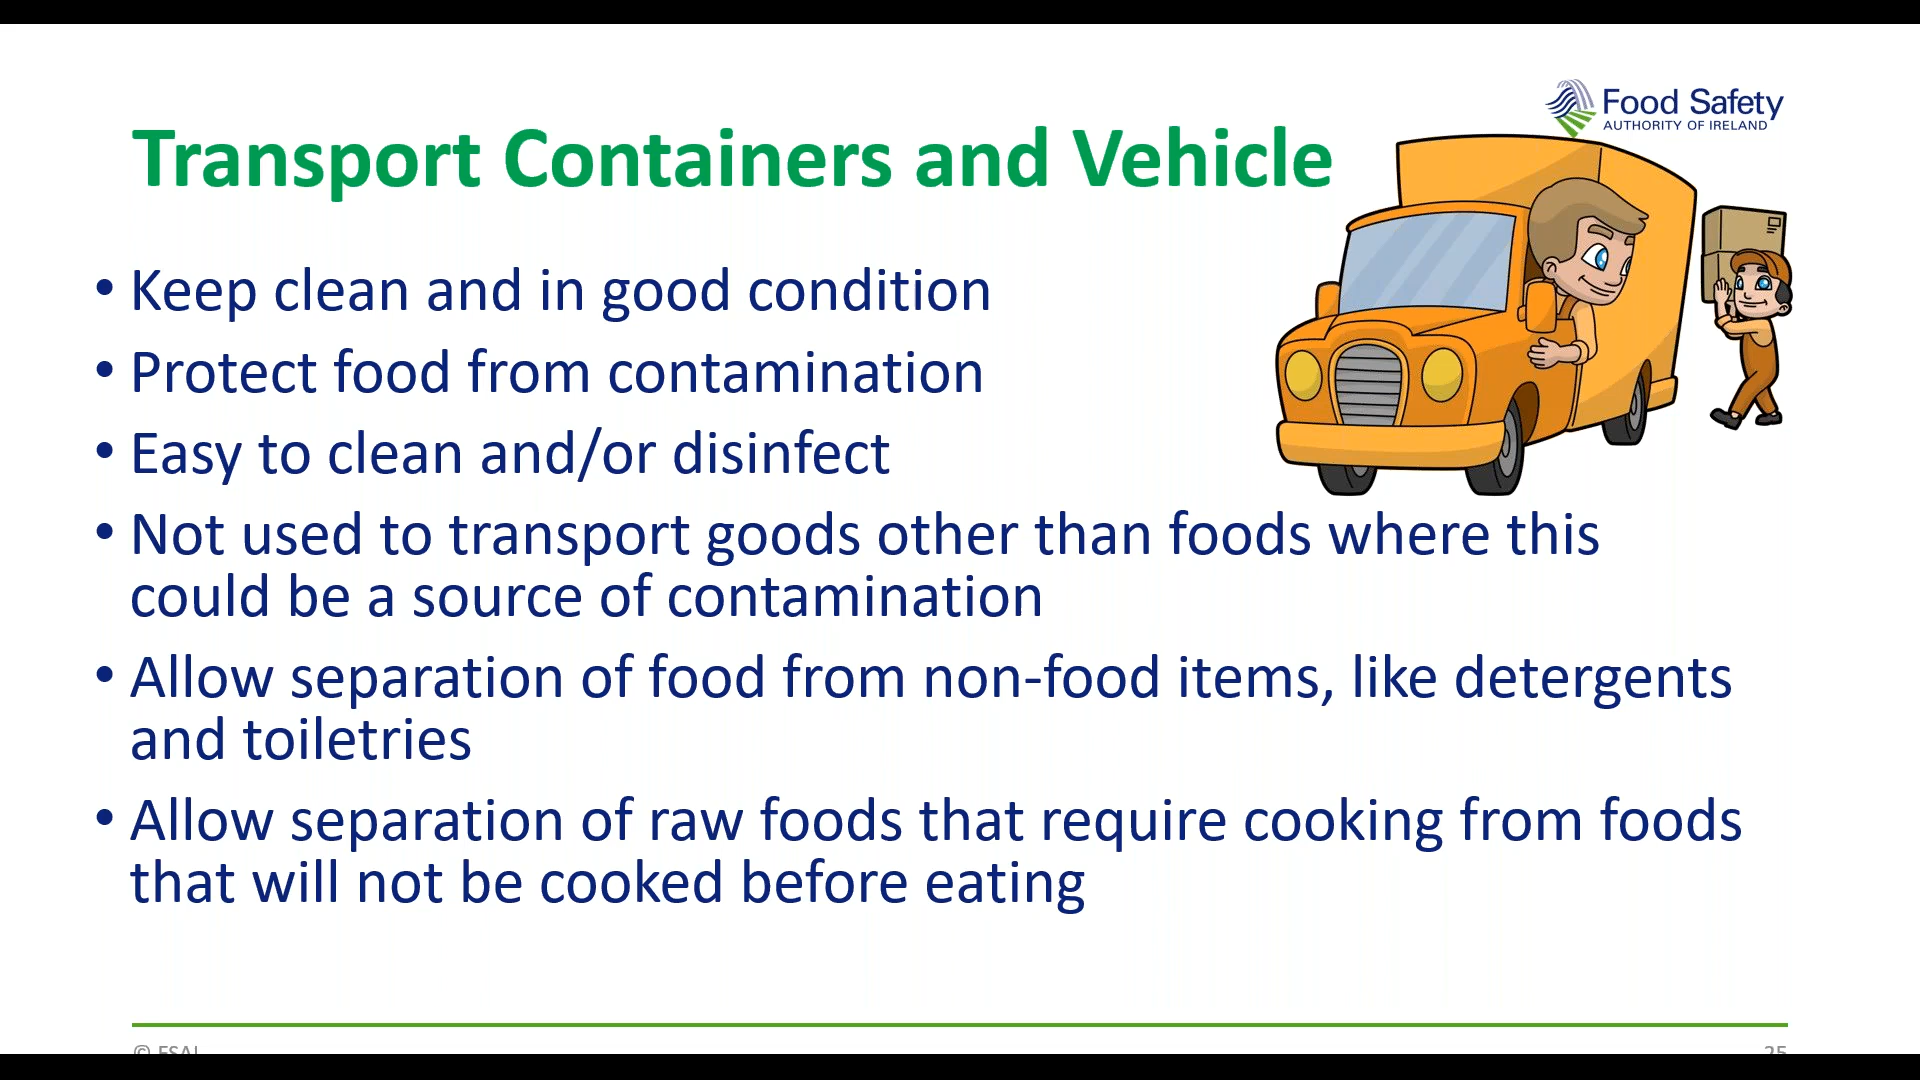 Food Safety
AUTHORITY OF IRELAND
Transport Containers and Vehicle
• Keep clean and in good condition
• Protect food from contamination
• Easy to clean and/or disinfect
• Not used to transport goods other than foods where this
could be a source of contamination
• Allow separation of food from non-food items, like detergents
and toiletries
• Allow separation of raw foods that require cooking from foods
that will not be cooked before eating
© FSAI
25